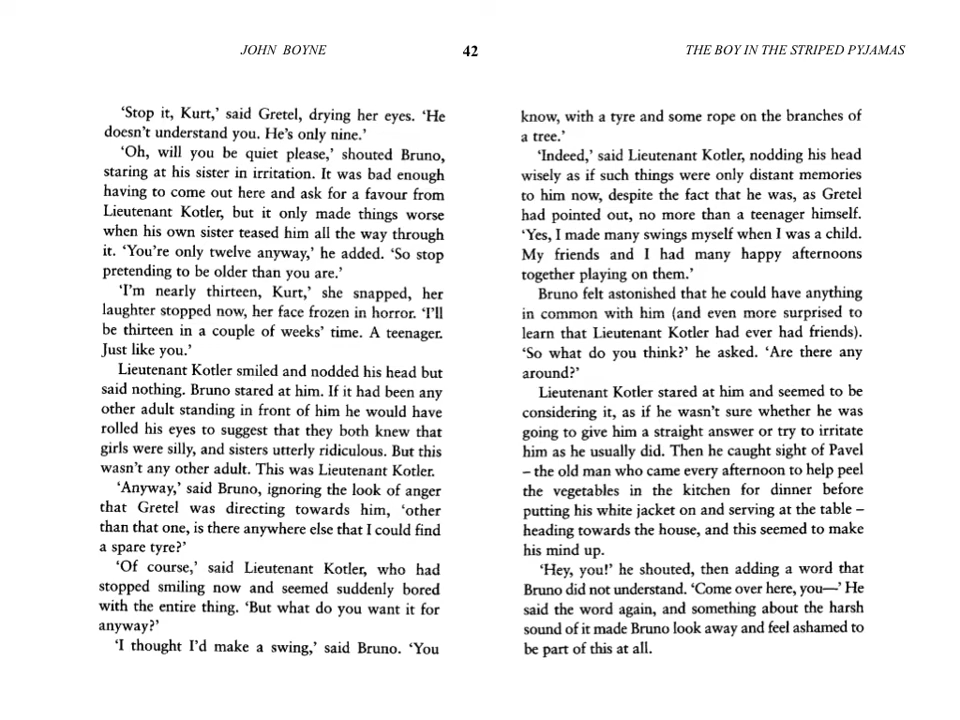 JOHN BOYNE
42
THE BOY IN THE STRIPED PYJAMAS
‘Stop it, Kurt,’ said Gretel, drying her eyes. ‘He
doesn’t understand you. He’s only nine.’
‘Oh, will you be quiet please,’ shouted Bruno,
staring at his sister in irritation. It was bad enough
having to come out here and ask for a favour from
Lieutenant Kotler, but it only made things worse
when his own sister teased him all the way through
it. ‘You’re only twelve anyway,’ he added. ‘So stop
pretending to be older than you are.’
‘I’m nearly thirteen, Kurt,’ she snapped, her
laughter stopped now, her face frozen in horror. ‘I’ll
be thirteen in a couple of weeks’ time. A teenager.
Just like you.’
Lieutenant Kotler smiled and nodded his head but
said nothing. Bruno stared at him. If it had been any
other adult standing in front of him he would have
rolled his eyes to suggest that they both knew that
girls were silly, and sisters utterly ridiculous. But this
wasn’t any other adult. This was Lieutenant Kotler.
‘Anyway,’ said Bruno, ignoring the look of anger
that Gretel was directing towards him, ‘other
than that one, is there anywhere else that I could find
a spare tyre?’
‘Of course,’ said Lieutenant Kotler, who had
stopped smiling now and seemed suddenly bored
with the entire thing. ‘But what do you want it for
anyway?’
‘I thought I’d make a swing,’ said Bruno. ‘You
know, with a tyre and some rope on the branches of
a tree.’
‘Indeed,’ said Lieutenant Kotler, nodding his head
wisely as if such things were only distant memories
to him now, despite the fact that he was, as Gretel
had pointed out, no more than a teenager himself.
‘Yes, I made many swings myself when I was a child.
My friends and I had many happy afternoons
together playing on them.’
Bruno felt astonished that he could have anything
in common with him (and even more surprised to
learn that Lieutenant Kotler had ever had friends).
‘So what do you think?’ he asked. ‘Are there any
around?’
Lieutenant Kotler stared at him and seemed to be
considering it, as if he wasn’t sure whether he was
going to give him a straight answer or try to irritate
him as he usually did. Then he caught sight of Pavel
– the old man who came every afternoon to help peel
the vegetables in the kitchen for dinner before
putting his white jacket on and serving at the table –
heading towards the house, and this seemed to make
his mind up.
‘Hey, you!’ he shouted, then adding a word that
Bruno did not understand. ‘Come over here, you—’ He
said the word again, and something about the harsh
sound of it made Bruno look away and feel ashamed to
be part of this at all.